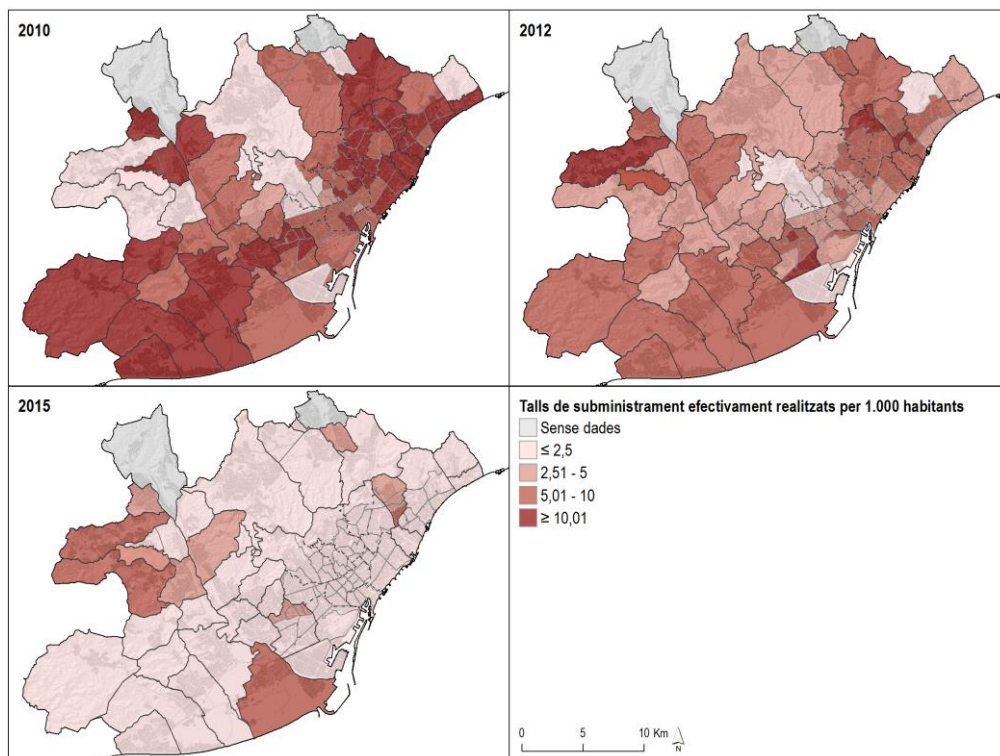 2010
2012
2015
Talls de subministrament efectivament realitzats per 1.000 habitants
Sense dades
≤ 2,5
2,51 - 5
5,01 - 10
≥ 10,01
0 5 10 Km
N